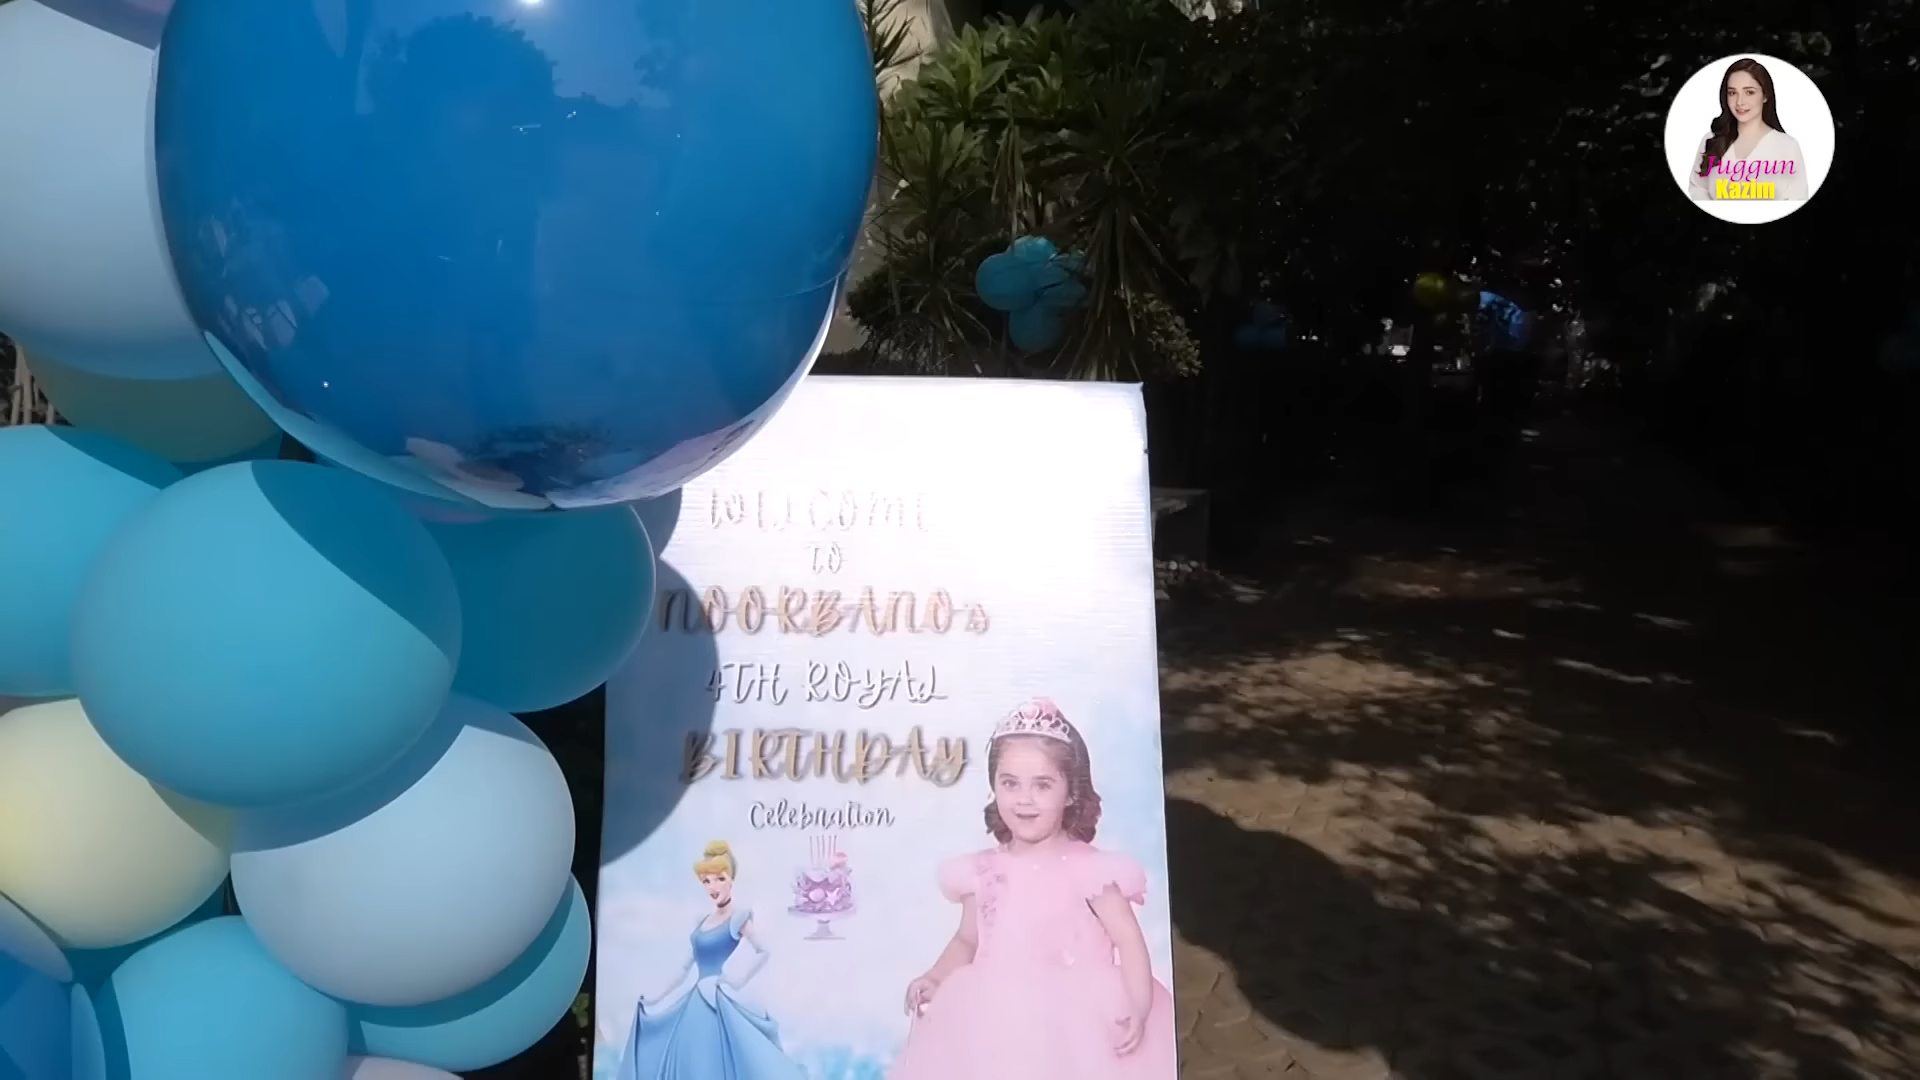 Juggun
Kazim
WELCOME
TO
NOORBANO's
4TH ROYAL
BIRTHDAY
Celebration